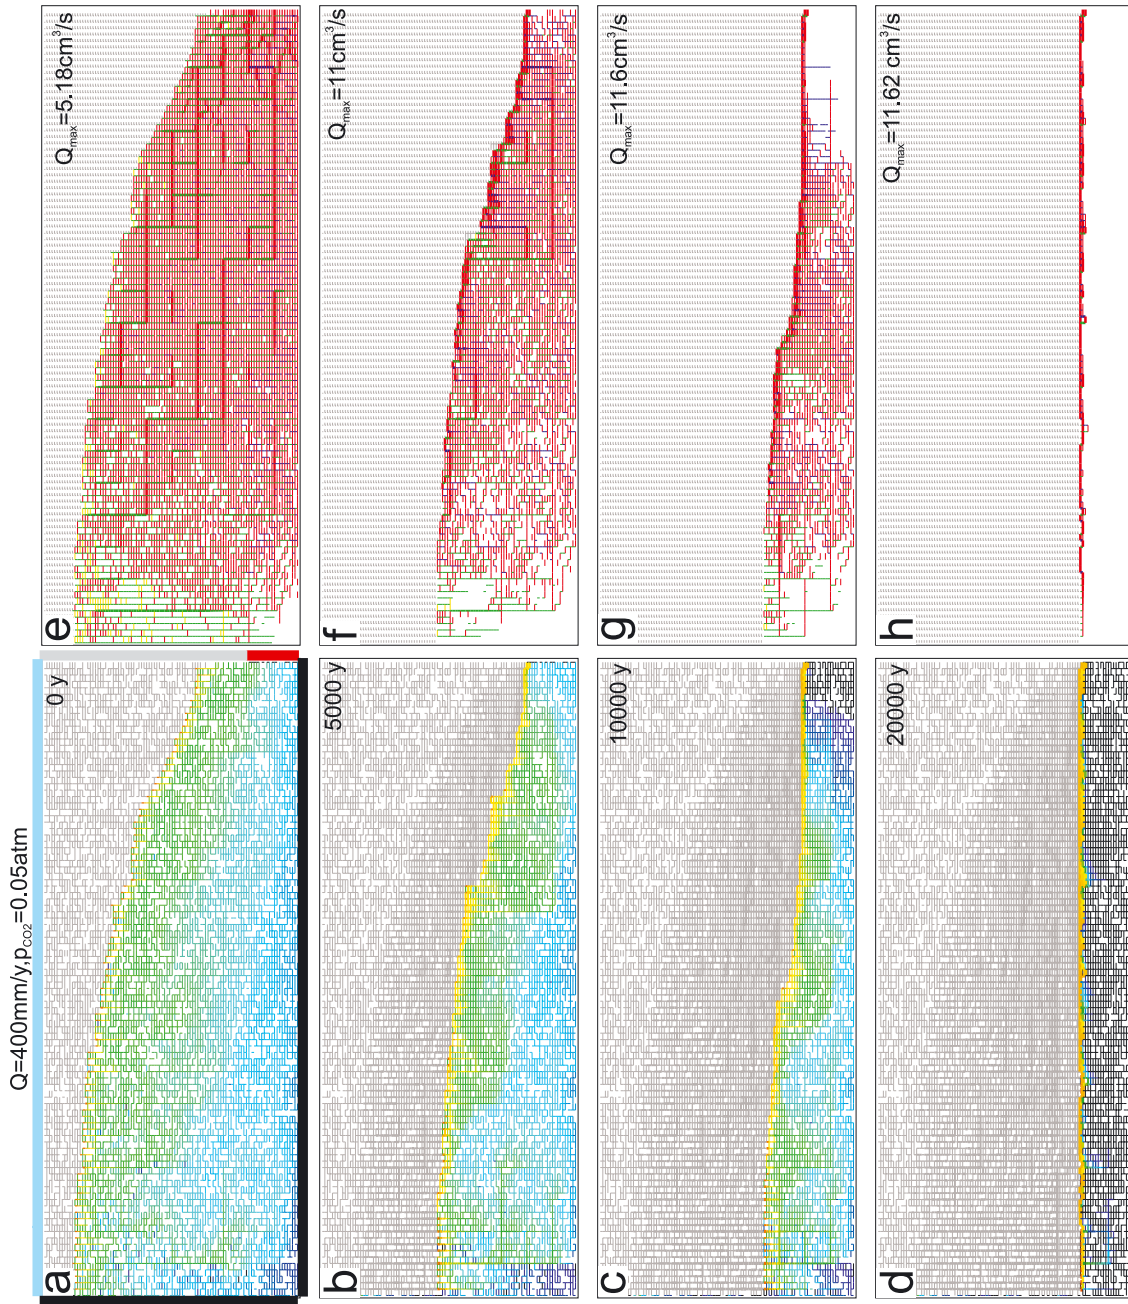 Q=400mm/y,pCO2=0.05atm
a
0 y
e
Qmax=5.18cm³/s
b
5000 y
f
Qmax=11cm³/s
c
10000 y
g
Qmax=11.6cm³/s
d
20000 y
h
Qmax=11.62 cm³/s